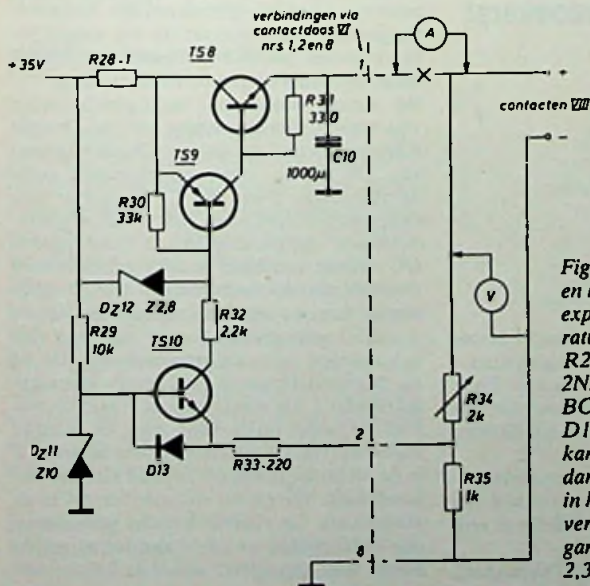 verbindingen via
contactdoos VI
nrs 1, 2 en 8
A
+35V
R28-1
TS8
1
+
contacten VIII
-
R31
330
C10
1000µ
TS9
R30
33k
DZ12
Z2,8
R32
2,2k
V
R29
10k
TS10
R34
2k
DZ11
Z10
D13
R33-220
2
R35
1k
8
Fig
en u
exp
ratu
R2
2N
BC
D1
kan
dan
in h
ver
gar
2,3